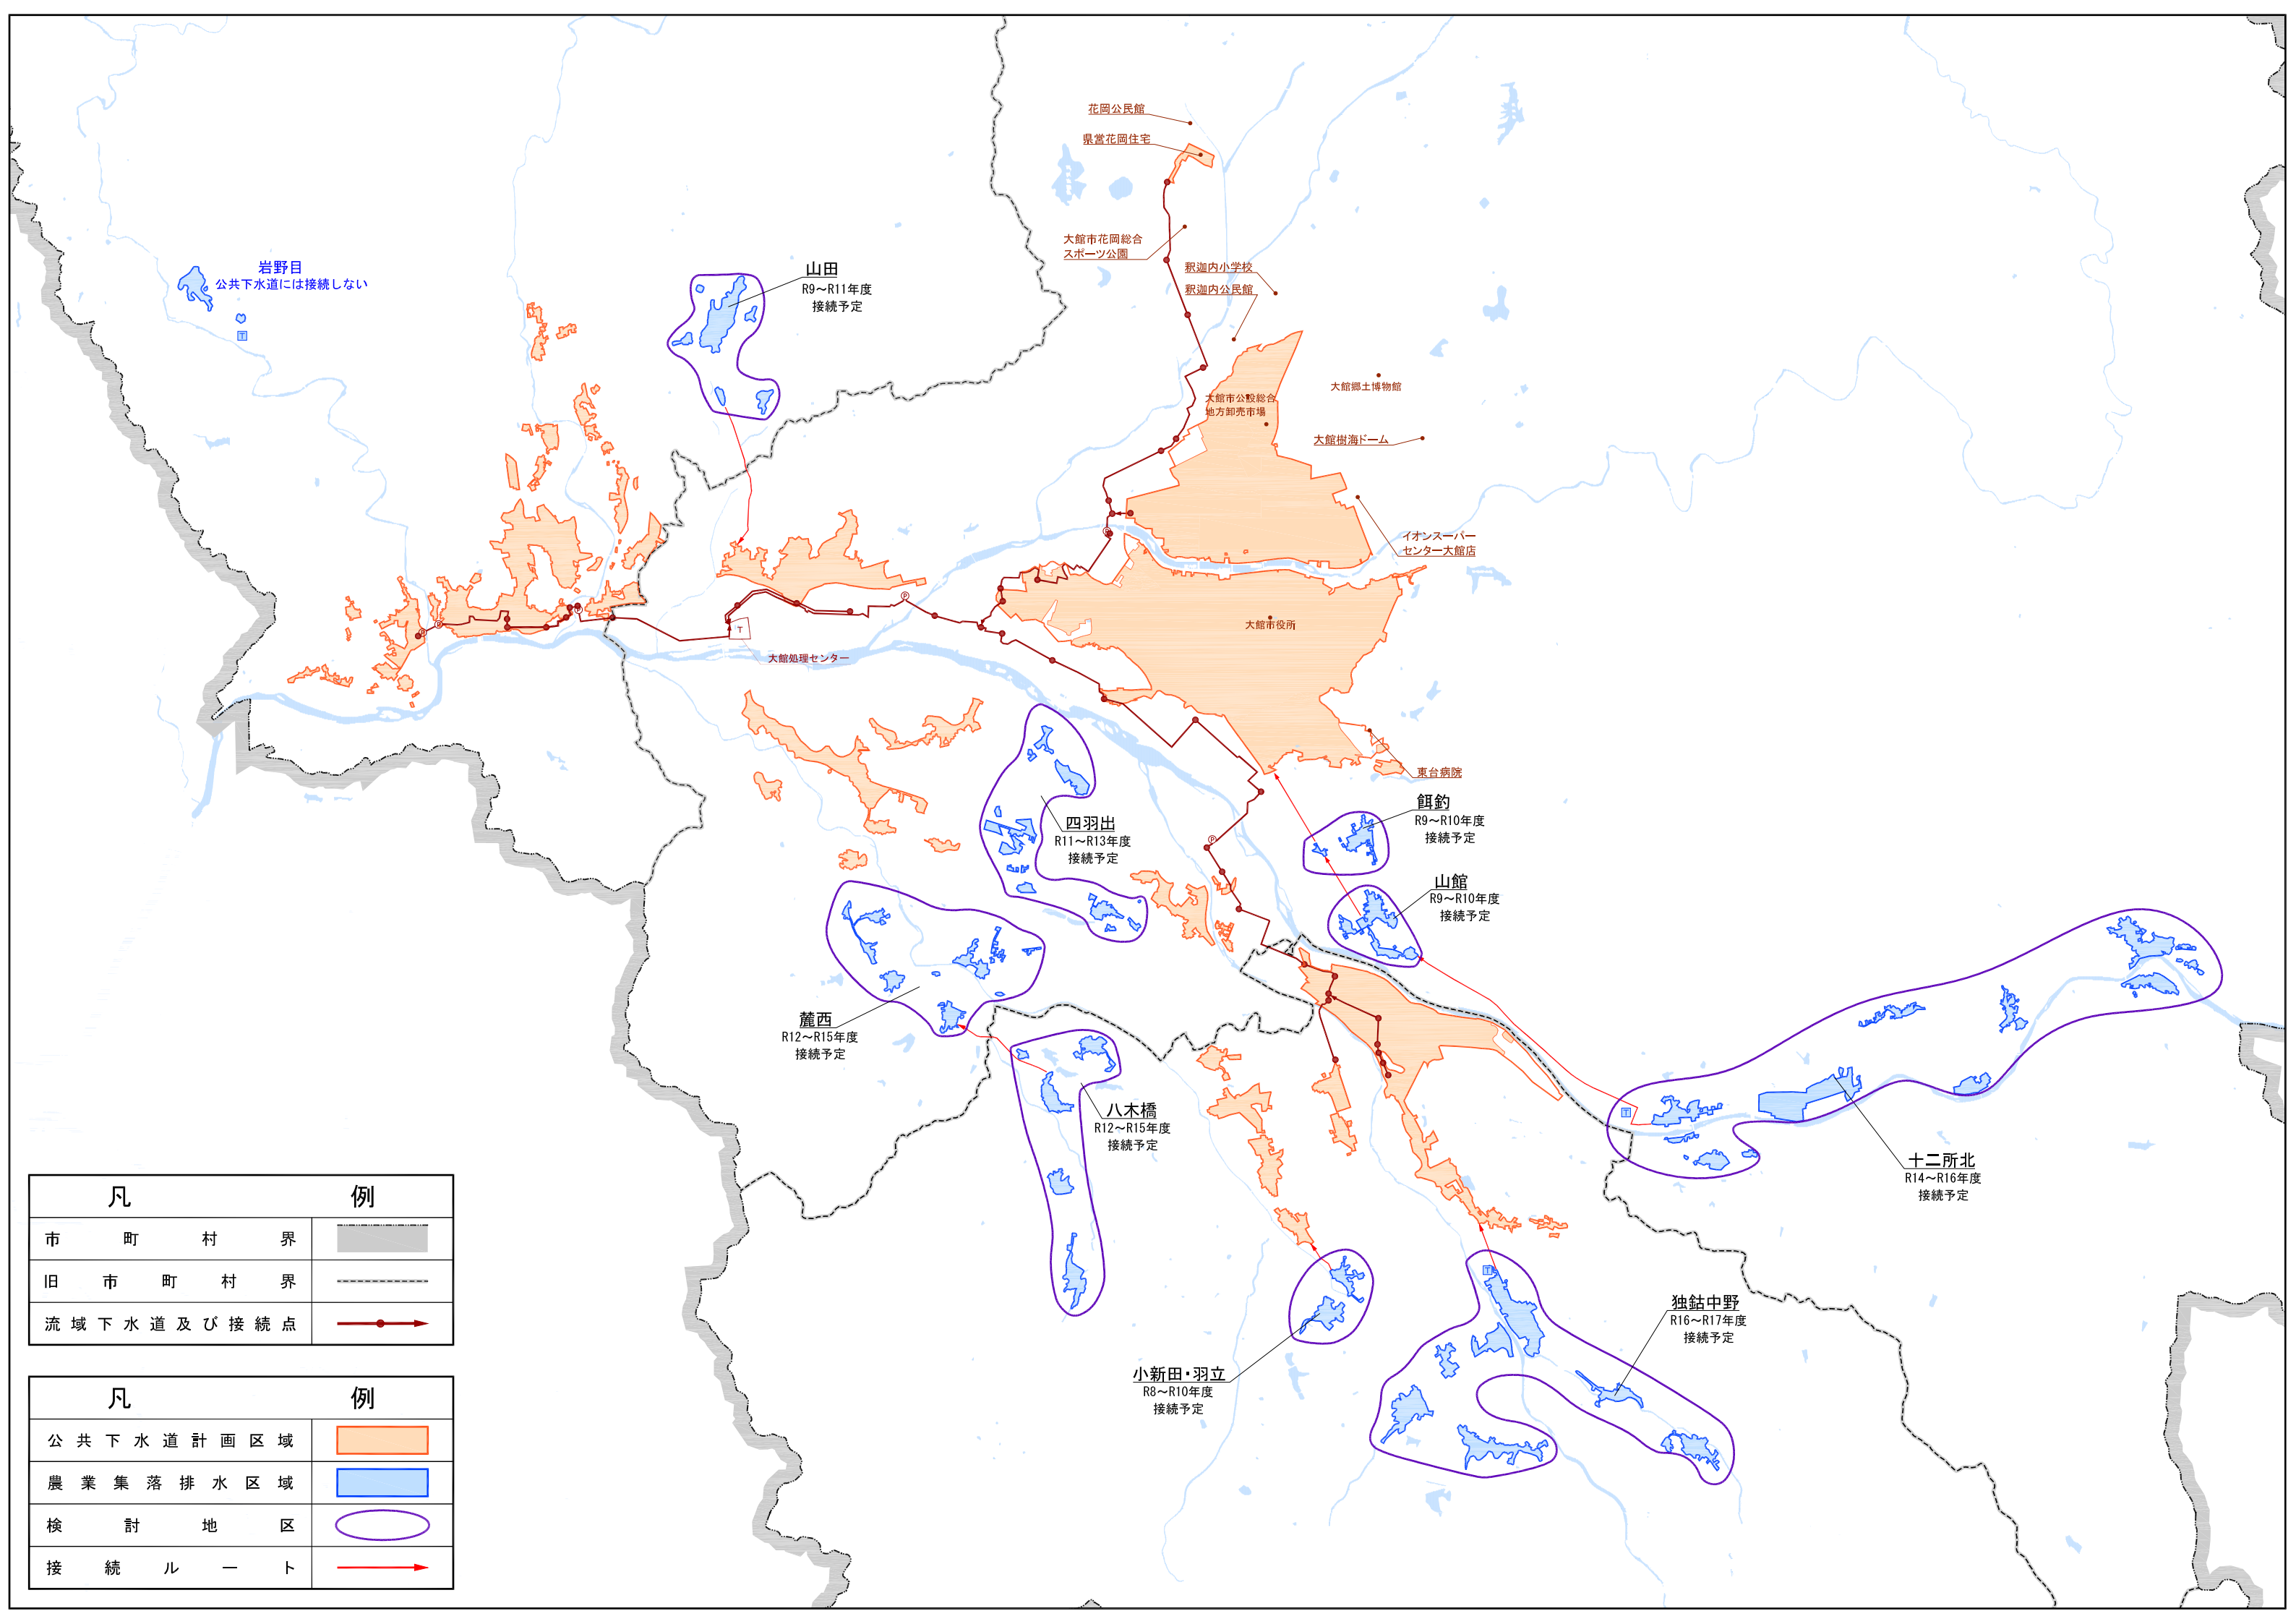 花岡公民館
県営花岡住宅
大館市花岡総合
スポーツ公園
釈迦内小学校
釈迦内公民館
岩野目
公共下水道には接続しない
T
山田
R9～R11年度
接続予定
大館郷土博物館
大館市公設総合
地方卸売市場
大館樹海ドーム
イオンスーパー
センター大館店
P
P
P
P
P
T
大館処理センター
大館市役所
東台病院
餌釣
R9～R10年度
接続予定
四羽出
R11～R13年度
接続予定
P
山館
R9～R10年度
接続予定
麓西
R12～R15年度
接続予定
八木橋
R12～R15年度
接続予定
T
十二所北
R14～R16年度
接続予定
T
独鈷中野
R16～R17年度
接続予定
小新田・羽立
R8～R10年度
接続予定
凡例
市町村界
旧市町村界
流域下水道及び接続点
凡例
公共下水道計画区域
農業集落排水区域
検討地区
接続ルート